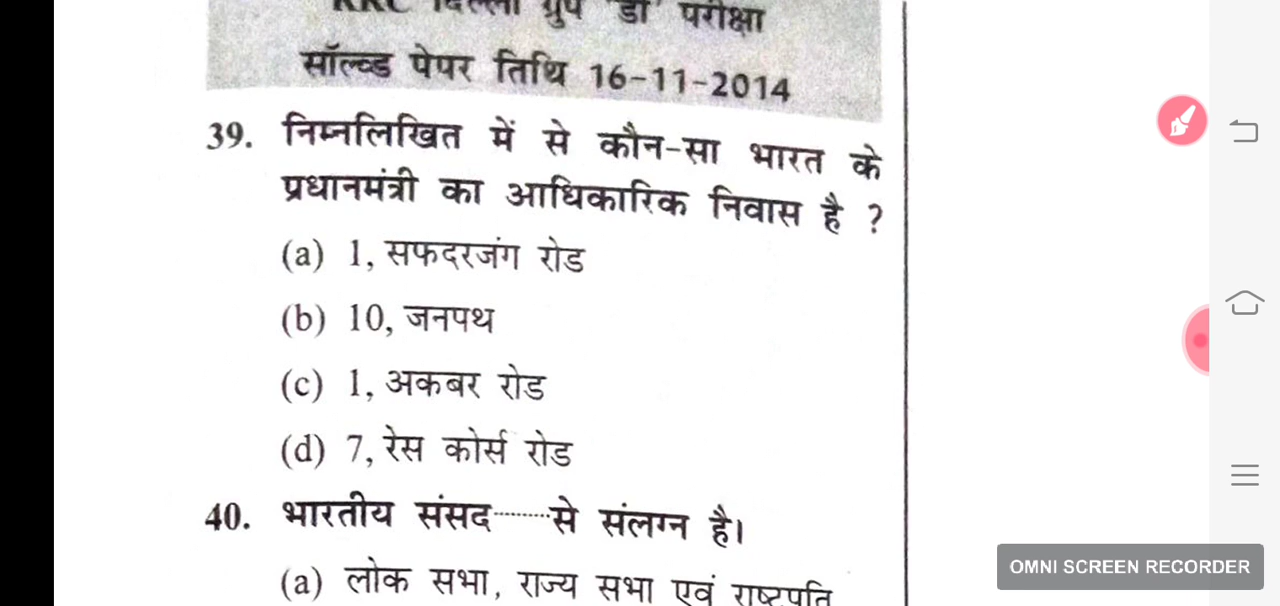 दिल्ली ग्रुप 'डी' परीक्षा
सॉल्व्ड पेपर तिथि 16-11-2014
39. निम्नलिखित में से कौन-सा भारत के
प्रधानमंत्री का आधिकारिक निवास है ?
(a) 1, सफदरजंग रोड
(b) 10, जनपथ
(c) 1, अकबर रोड
(d) 7, रेस कोर्स रोड
40. भारतीय संसद........से संलग्न है।
(a) लोक सभा, राज्य सभा एवं राष्ट्रपति
OMNI SCREEN RECORDER